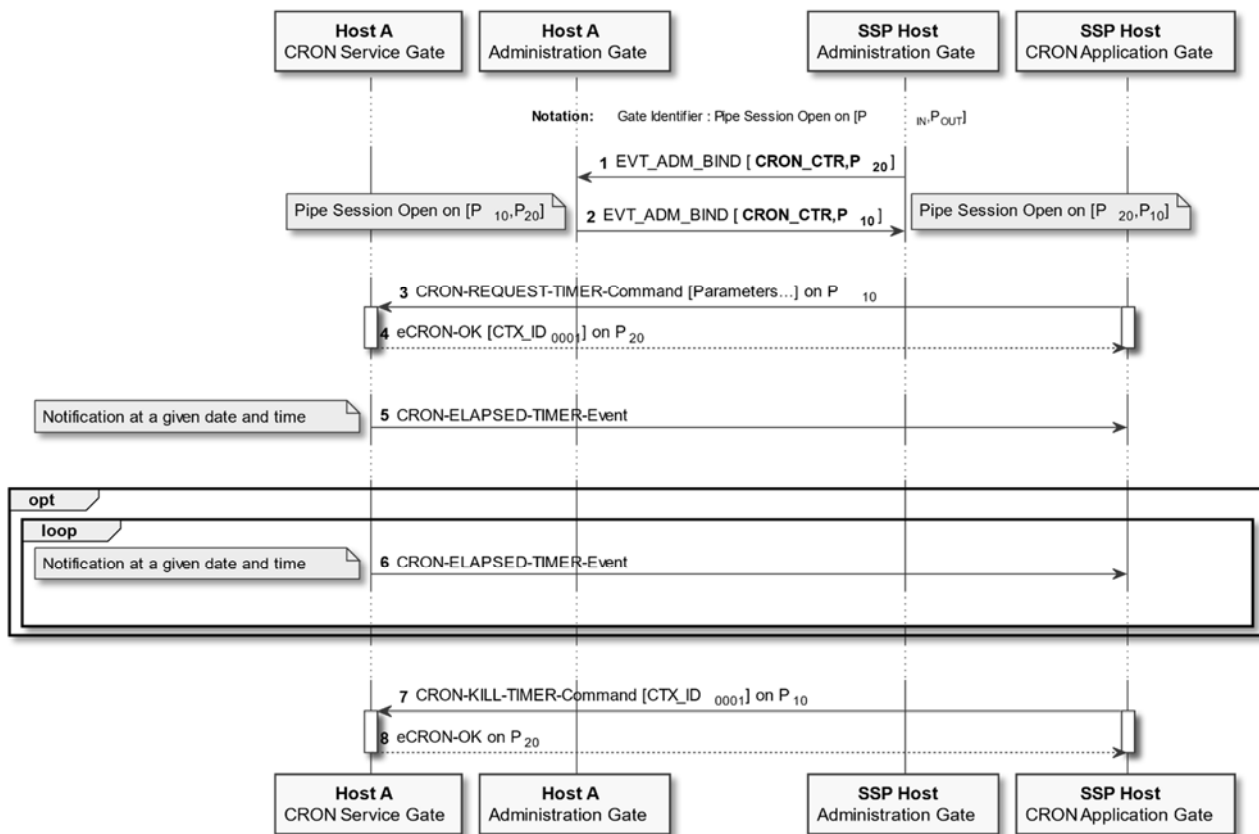 Host A
CRON Service Gate
Host A
Administration Gate
SSP Host
Administration Gate
SSP Host
CRON Application Gate
Notation: Gate Identifier : Pipe Session Open on [P IN,POUT]
1 EVT_ADM_BIND [ CRON_CTR,P 20]
Pipe Session Open on [P 10,P20]
2 EVT_ADM_BIND [ CRON_CTR,P 10]
Pipe Session Open on [P 20,P10]
3 CRON-REQUEST-TIMER-Command [Parameters...] on P 10
4 eCRON-OK [CTX_ID 0001] on P 20
Notification at a given date and time
5 CRON-ELAPSED-TIMER-Event
opt
loop
Notification at a given date and time
6 CRON-ELAPSED-TIMER-Event
7 CRON-KILL-TIMER-Command [CTX_ID 0001] on P 10
8 eCRON-OK on P 20
Host A
CRON Service Gate
Host A
Administration Gate
SSP Host
Administration Gate
SSP Host
CRON Application Gate